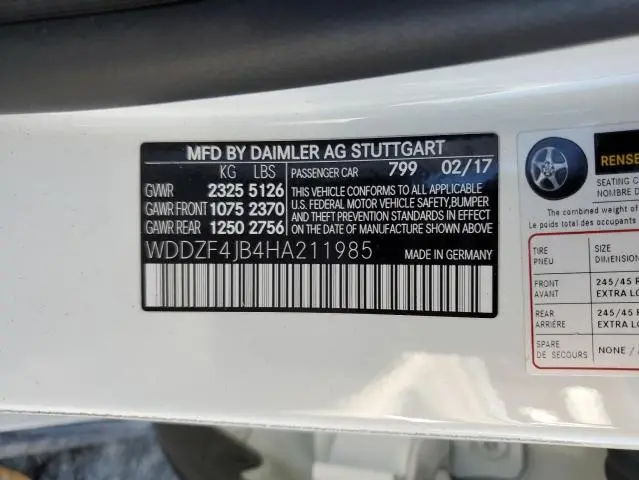 MFD BY DAIMLER AG STUTTGART
KG LBS PASSENGER CAR 799 02/17
GVWR 2325 5126
GAWR FRONT 1075 2370
GAWR REAR 1250 2756
THIS VEHICLE CONFORMS TO ALL APPLICABLE
U.S. FEDERAL MOTOR VEHICLE SAFETY,BUMPER
AND THEFT PREVENTION STANDARDS IN EFFECT
ON THE DATE OF MANUFACTURE SHOWN ABOVE.
WDDZF4JB4HA211985 MADE IN GERMANY
SEATING
NOMBRE D
The combined weight of
Le poids total des occupants
TIRE SIZE
PNEU DIMENSION
FRONT 245/45
AVANT EXTRA
REAR 245/45
ARRIÈRE EXTRA
SPARE NONE /
DE SECOURS